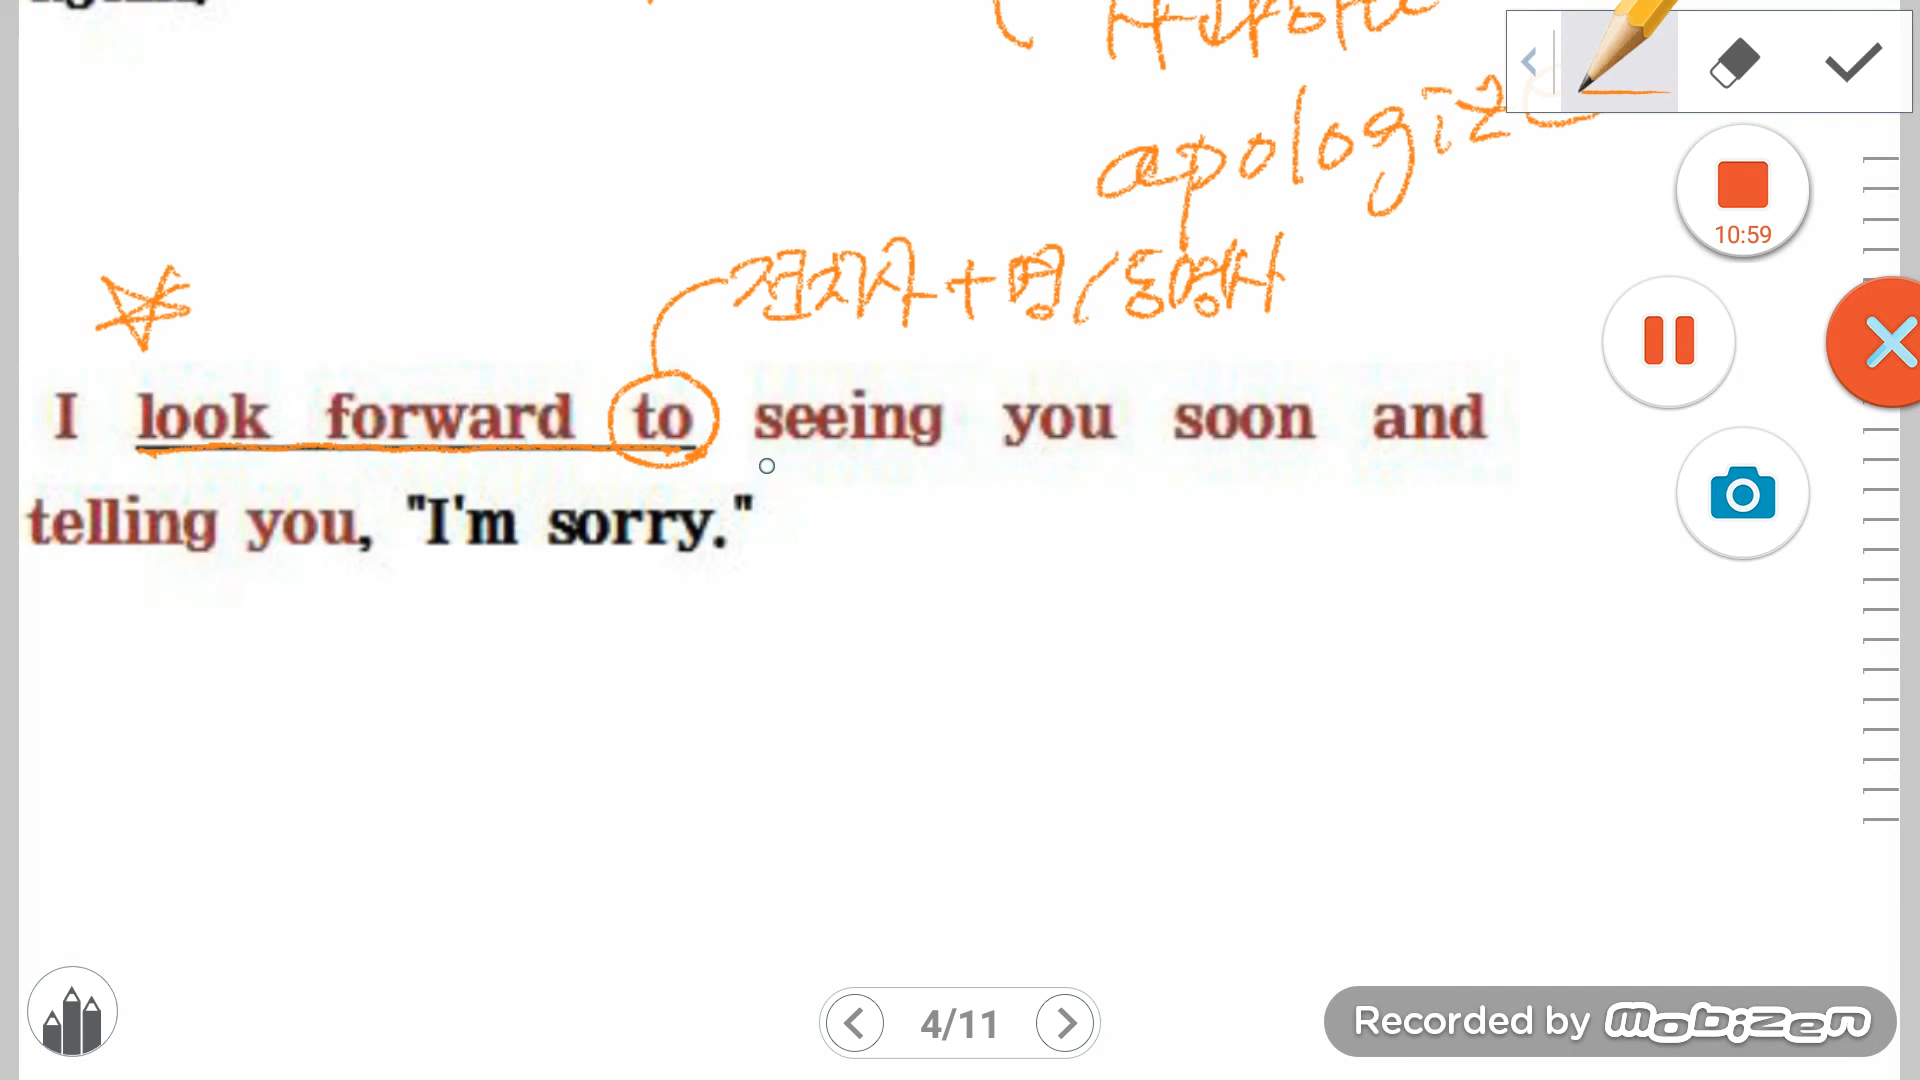 apologize
10:59
전치사+명/동명사
I look forward to seeing you soon and
telling you, "I'm sorry."
4/11
Recorded by mobizen